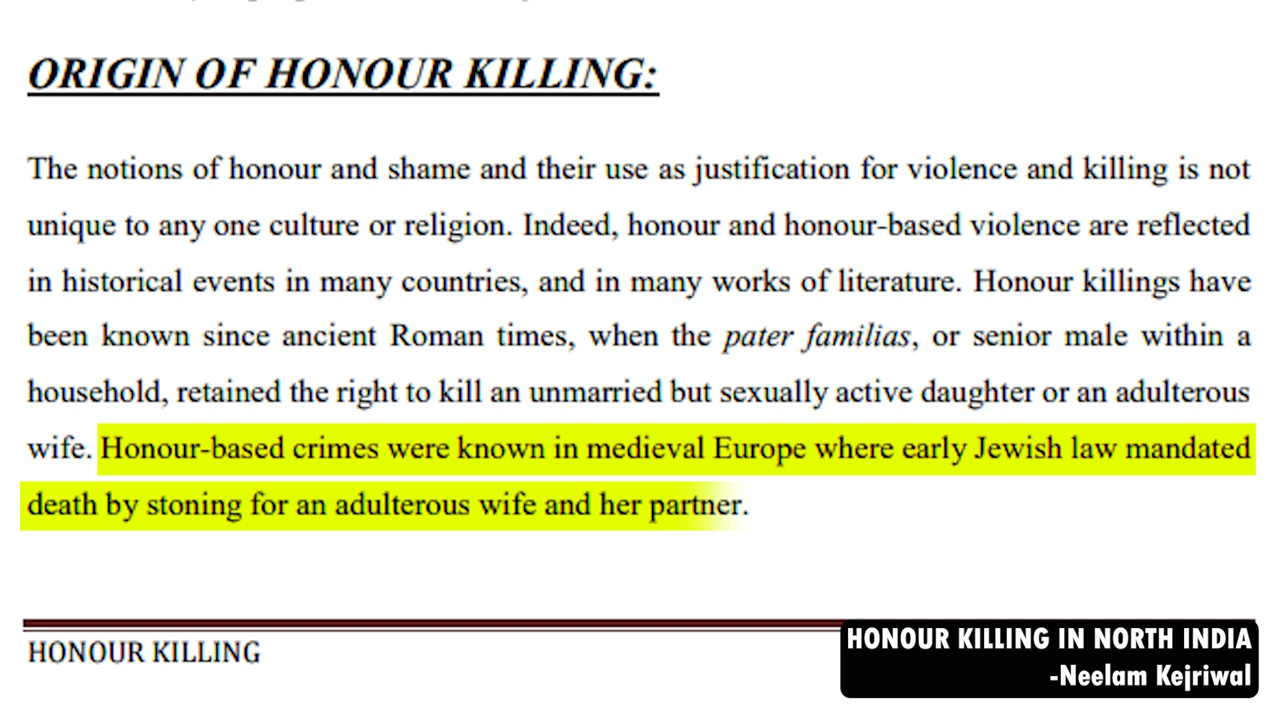 ORIGIN OF HONOUR KILLING:
The notions of honour and shame and their use as justification for violence and killing is not
unique to any one culture or religion. Indeed, honour and honour-based violence are reflected
in historical events in many countries, and in many works of literature. Honour killings have
been known since ancient Roman times, when the pater familias, or senior male within a
household, retained the right to kill an unmarried but sexually active daughter or an adulterous
wife. Honour-based crimes were known in medieval Europe where early Jewish law mandated
death by stoning for an adulterous wife and her partner.
HONOUR KILLING
HONOUR KILLING IN NORTH INDIA
-Neelam Kejriwal